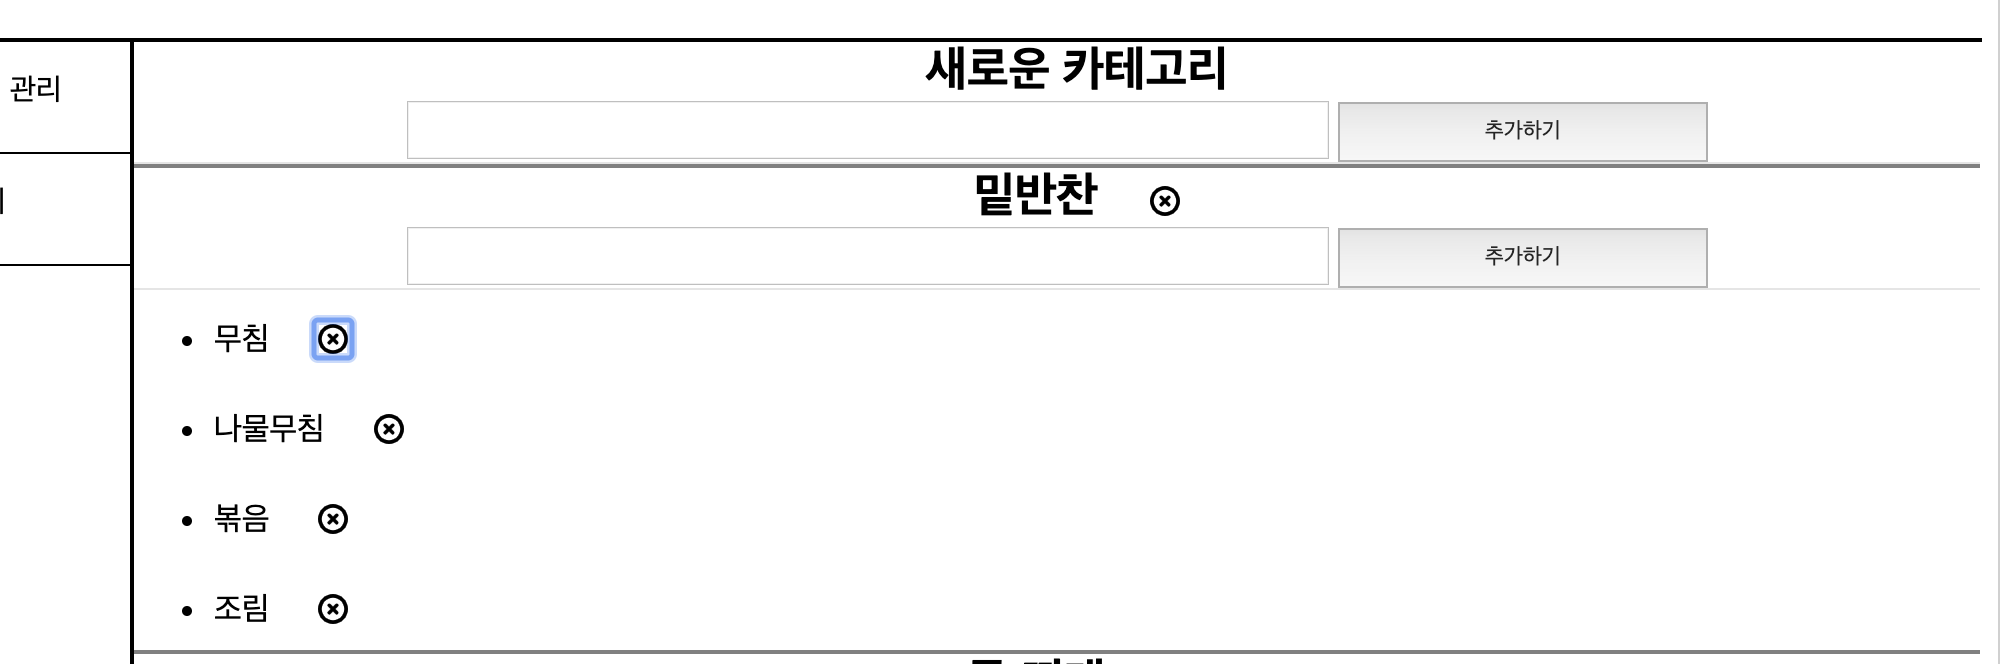 관리
새로운 카테고리
추가하기
밑반찬
추가하기
무침
나물무침
볶음
조림